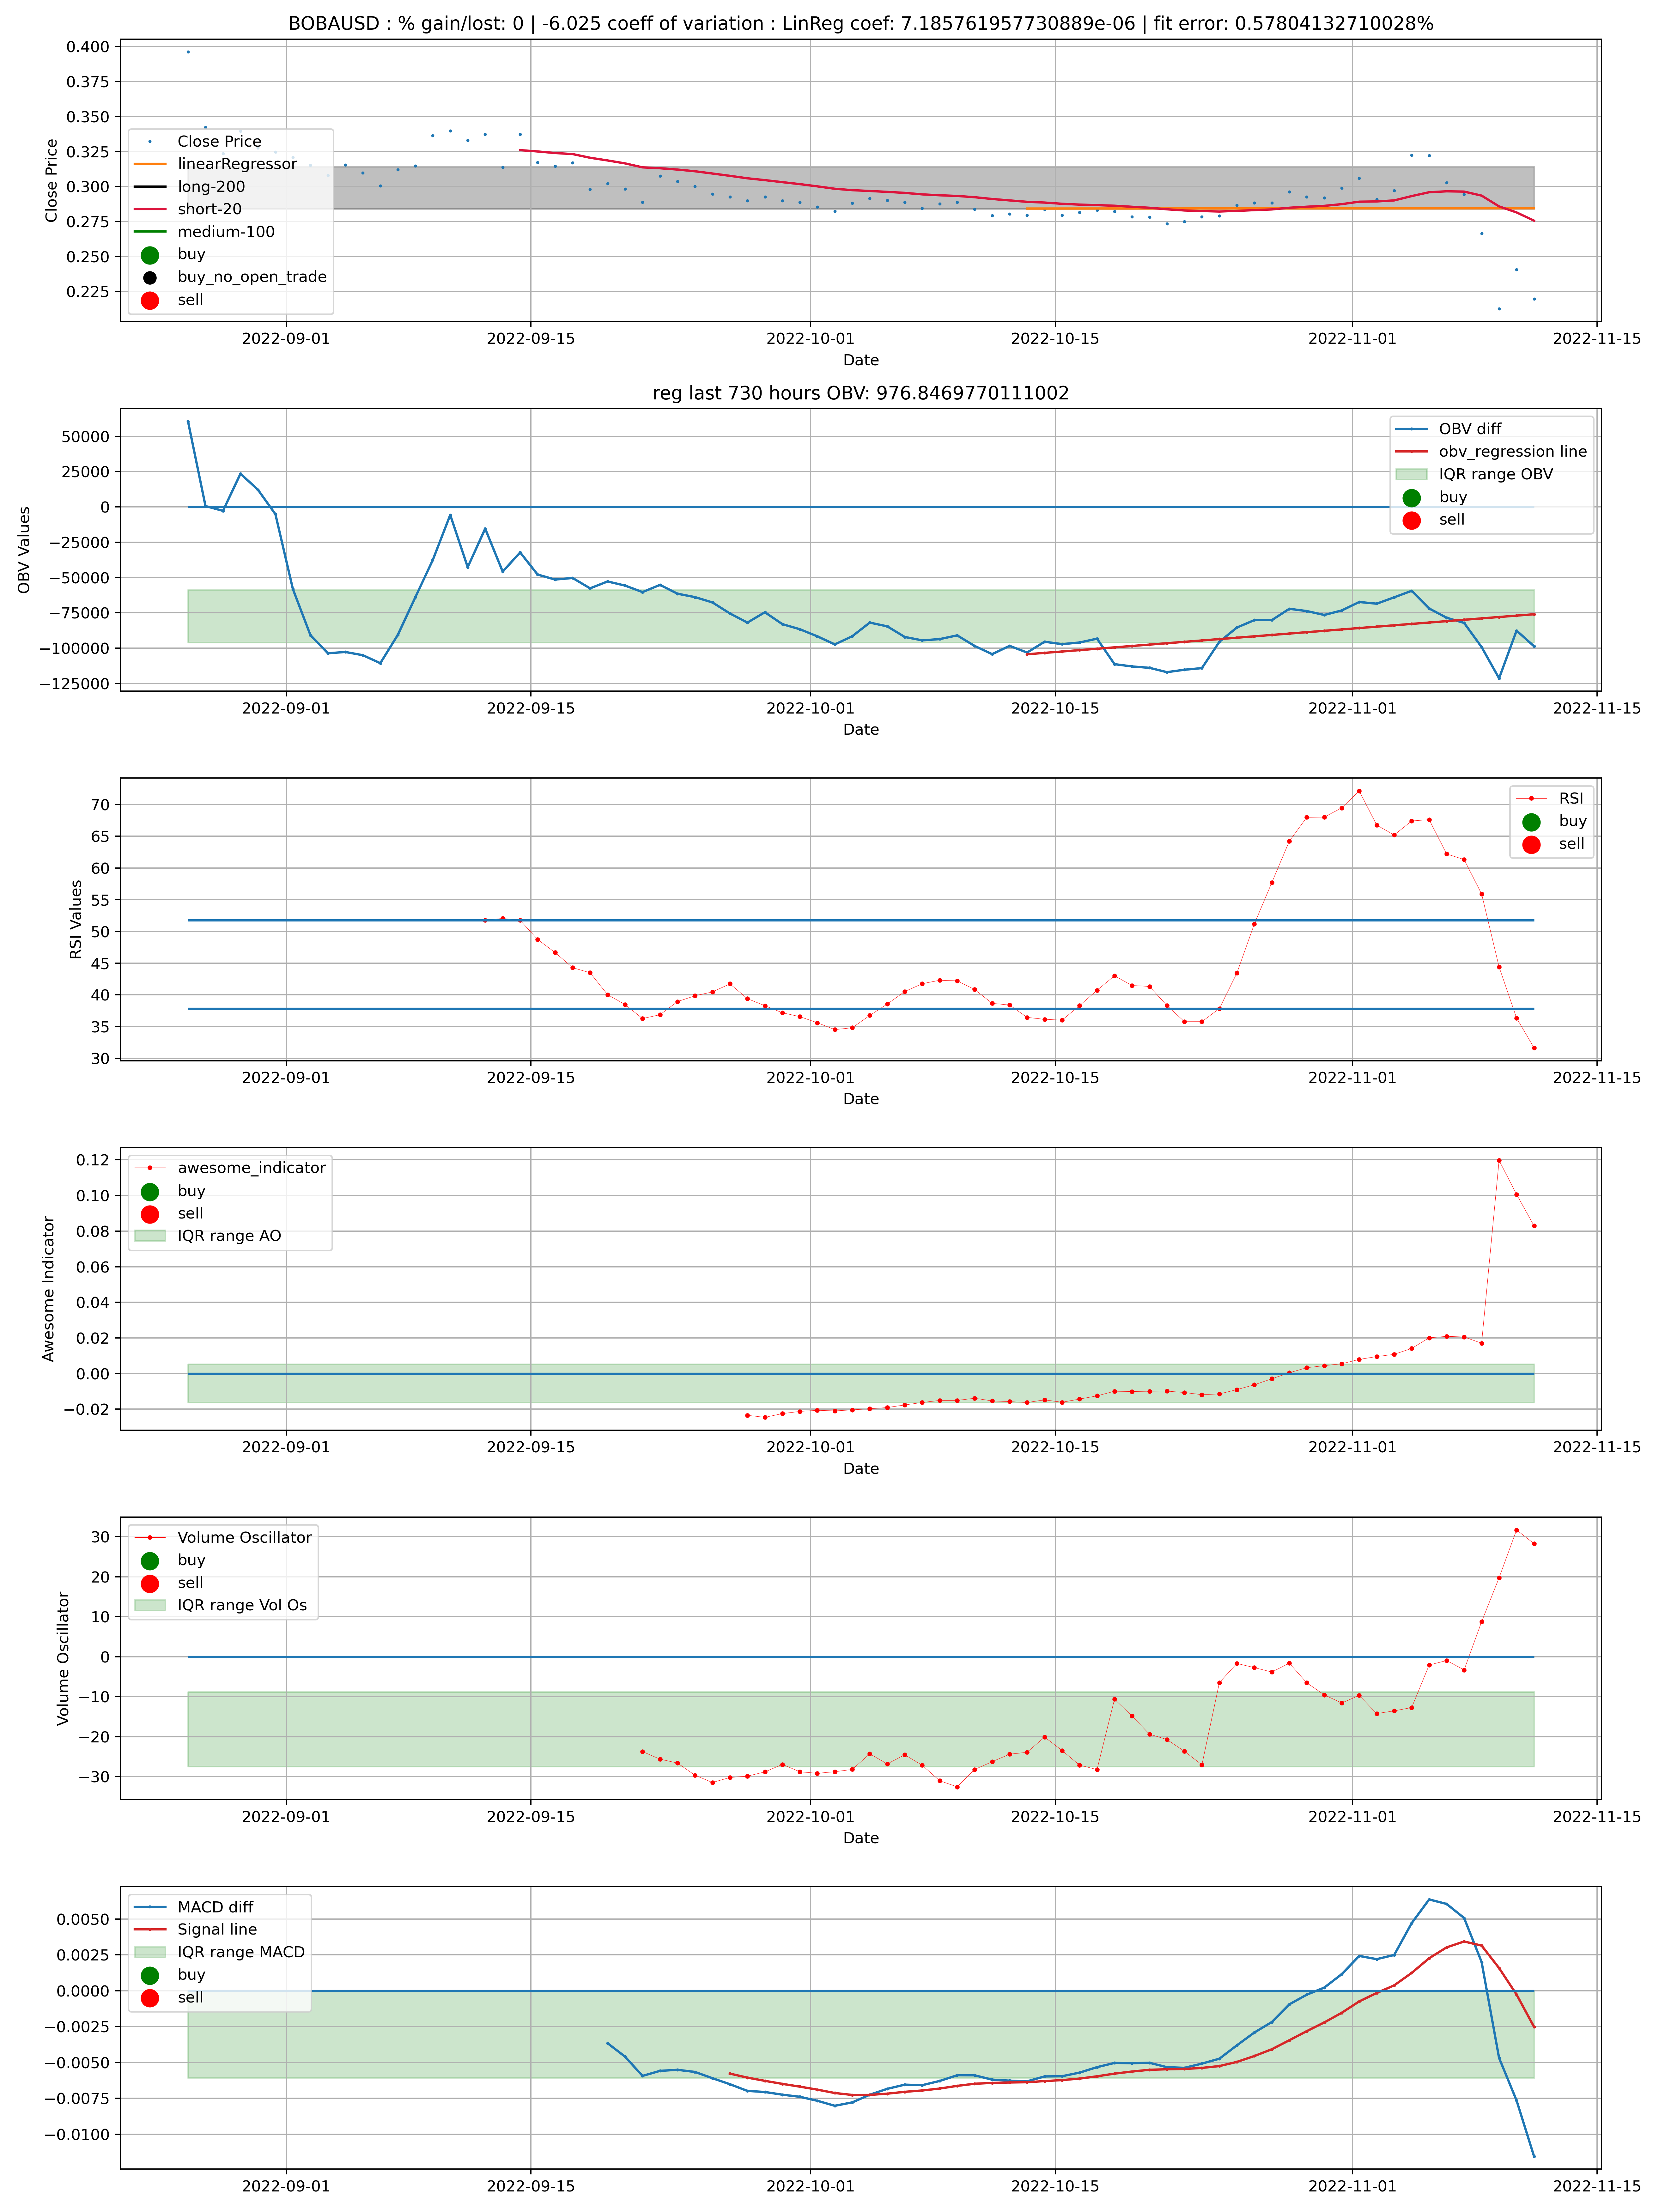 BOBAUSD : % gain/lost: 0 | -6.025 coeff of variation : LinReg coef: 7.185761957730889e-06 | fit error: 0.57804132710028%
0.400
0.375
0.350
0.325
0.300
0.275
0.250
0.225
Close Price
Close Price
linearRegressor
long-200
short-20
medium-100
buy
buy_no_open_trade
sell
2022-09-01 2022-09-15 2022-10-01 2022-10-15 2022-11-01 2022-11-15
Date
reg last 730 hours OBV: 976.8469770111002
50000
25000
0
−25000
−50000
−75000
−100000
−125000
OBV Values
OBV diff
obv_regression line
IQR range OBV
buy
sell
2022-09-01 2022-09-15 2022-10-01 2022-10-15 2022-11-01 2022-11-15
Date
70
65
60
55
50
45
40
35
30
RSI Values
RSI
buy
sell
2022-09-01 2022-09-15 2022-10-01 2022-10-15 2022-11-01 2022-11-15
Date
0.12
0.10
0.08
0.06
0.04
0.02
0.00
−0.02
Awesome Indicator
awesome_indicator
buy
sell
IQR range AO
2022-09-01 2022-09-15 2022-10-01 2022-10-15 2022-11-01 2022-11-15
Date
30
20
10
0
−10
−20
−30
Volume Oscillator
Volume Oscillator
buy
sell
IQR range Vol Os
2022-09-01 2022-09-15 2022-10-01 2022-10-15 2022-11-01 2022-11-15
Date
0.0050
0.0025
0.0000
−0.0025
−0.0050
−0.0075
−0.0100
MACD diff
Signal line
IQR range MACD
buy
sell
2022-09-01 2022-09-15 2022-10-01 2022-10-15 2022-11-01 2022-11-15